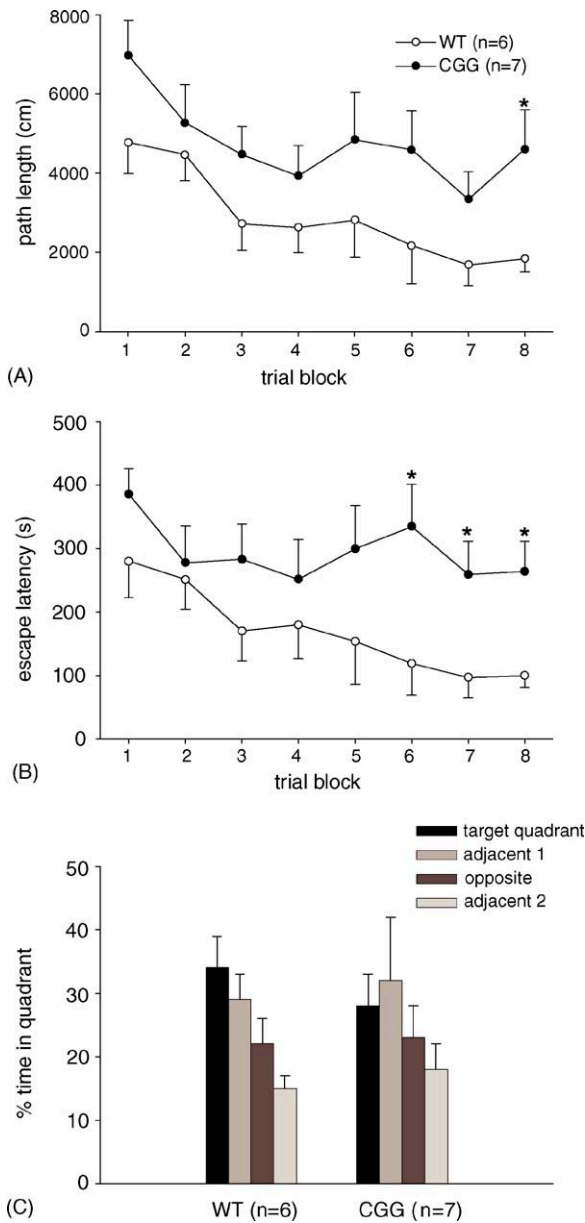 WT (n=6)
CGG (n=7)
8000
6000
4000
2000
0
path length (cm)
*
1 2 3 4 5 6 7 8
trial block
(A)
500
400
300
200
100
0
escape latency (s)
* * *
1 2 3 4 5 6 7 8
trial block
(B)
target quadrant
adjacent 1
opposite
adjacent 2
50
40
30
20
10
0
% time in quadrant
WT (n=6) CGG (n=7)
(C)